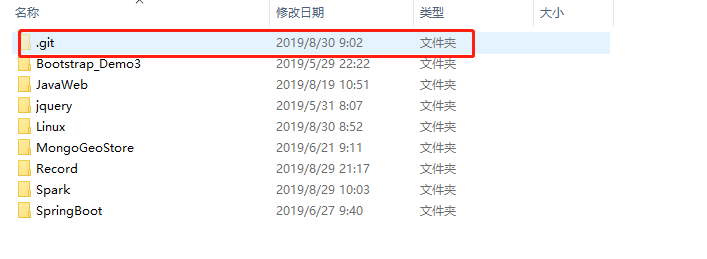 名称 修改日期 类型 大小
.git 2019/8/30 9:02 文件夹
Bootstrap_Demo3 2019/5/29 22:22 文件夹
JavaWeb 2019/8/19 10:51 文件夹
jquery 2019/5/31 8:07 文件夹
Linux 2019/8/30 8:52 文件夹
MongoGeoStore 2019/6/21 9:11 文件夹
Record 2019/8/29 21:17 文件夹
Spark 2019/8/29 10:03 文件夹
SpringBoot 2019/6/27 9:40 文件夹